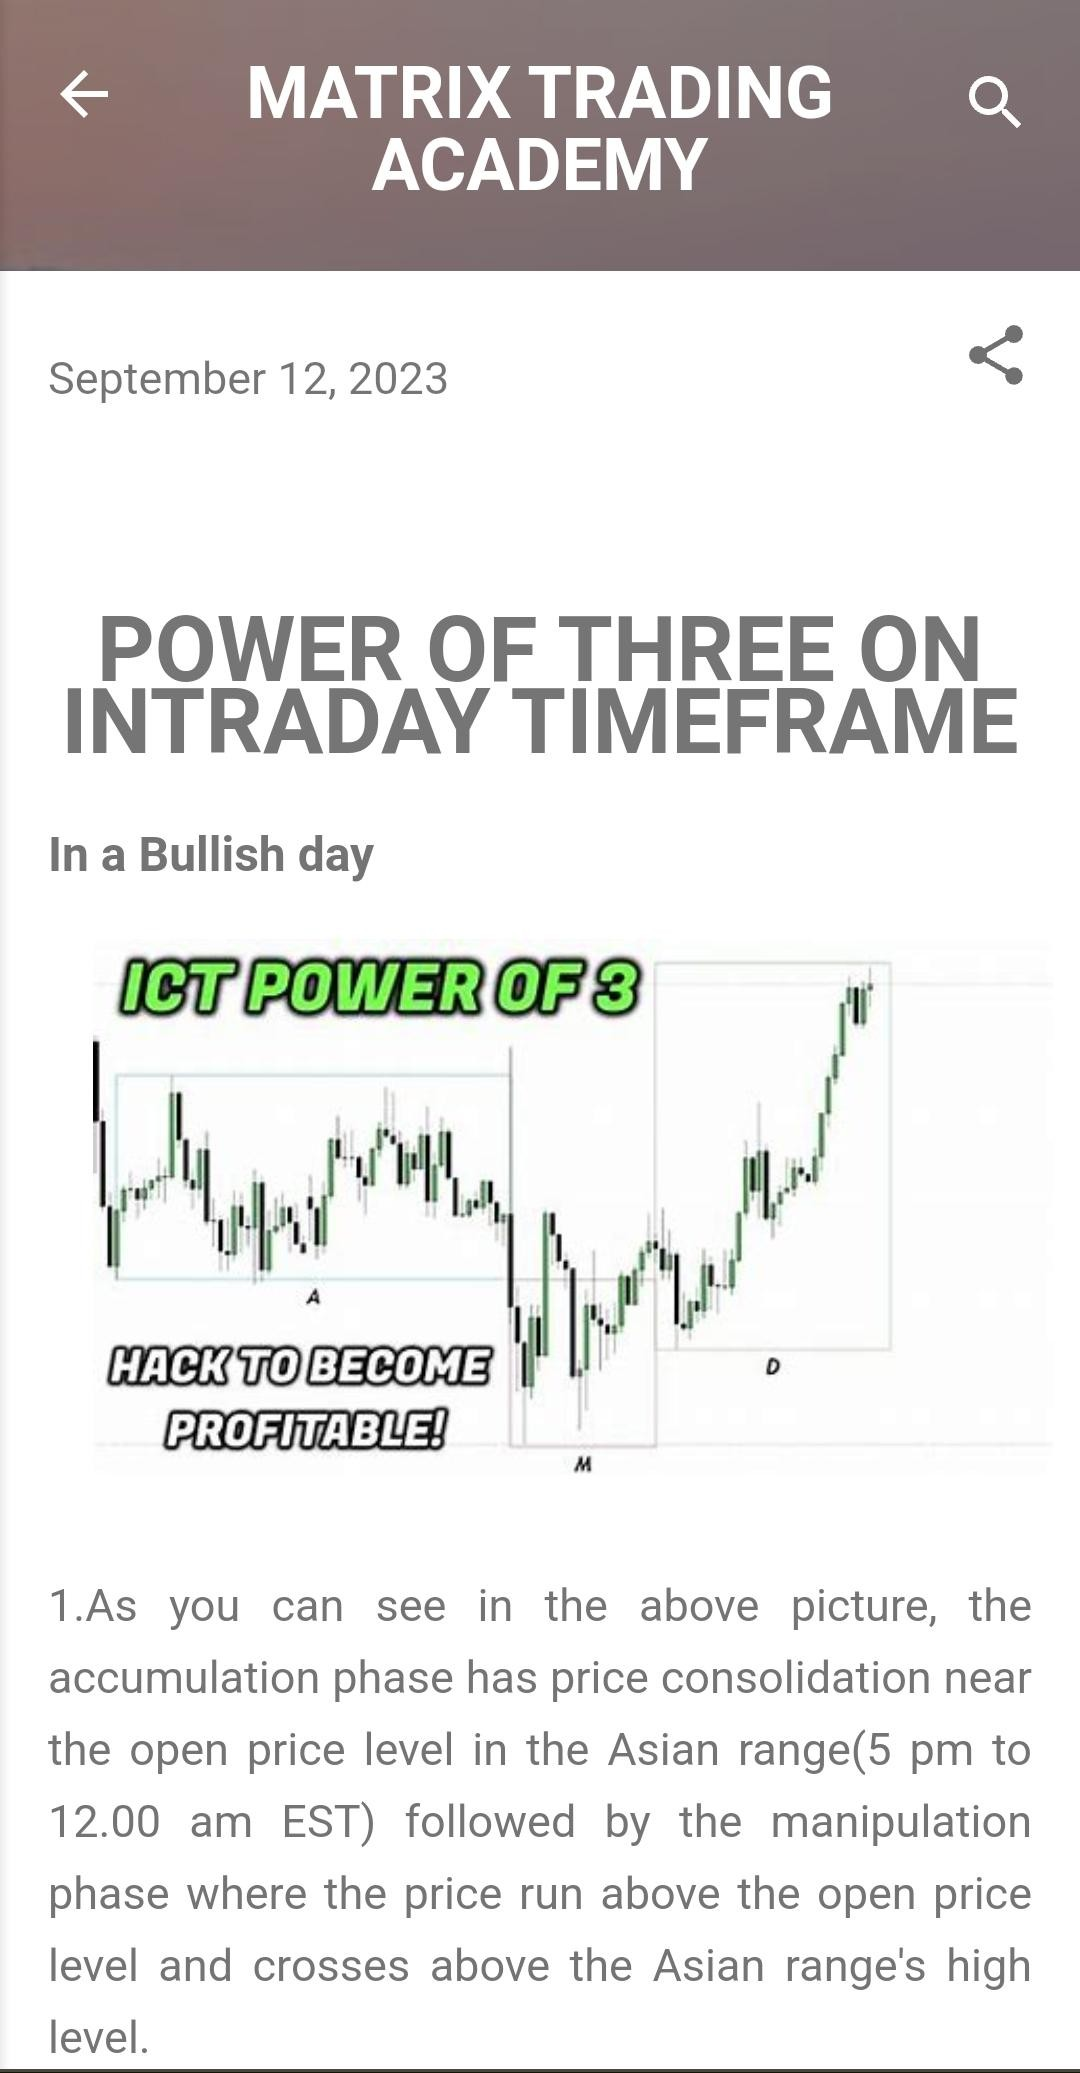 MATRIX TRADING
ACADEMY
September 12, 2023
POWER OF THREE ON
INTRADAY TIMEFRAME
In a Bullish day
ICT POWER OF 3
A
HACK TO BECOME
PROFITABLE!
D
M
1.As you can see in the above picture, the
accumulation phase has price consolidation near
the open price level in the Asian range(5 pm to
12.00 am EST) followed by the manipulation
phase where the price run above the open price
level and crosses above the Asian range's high
level.